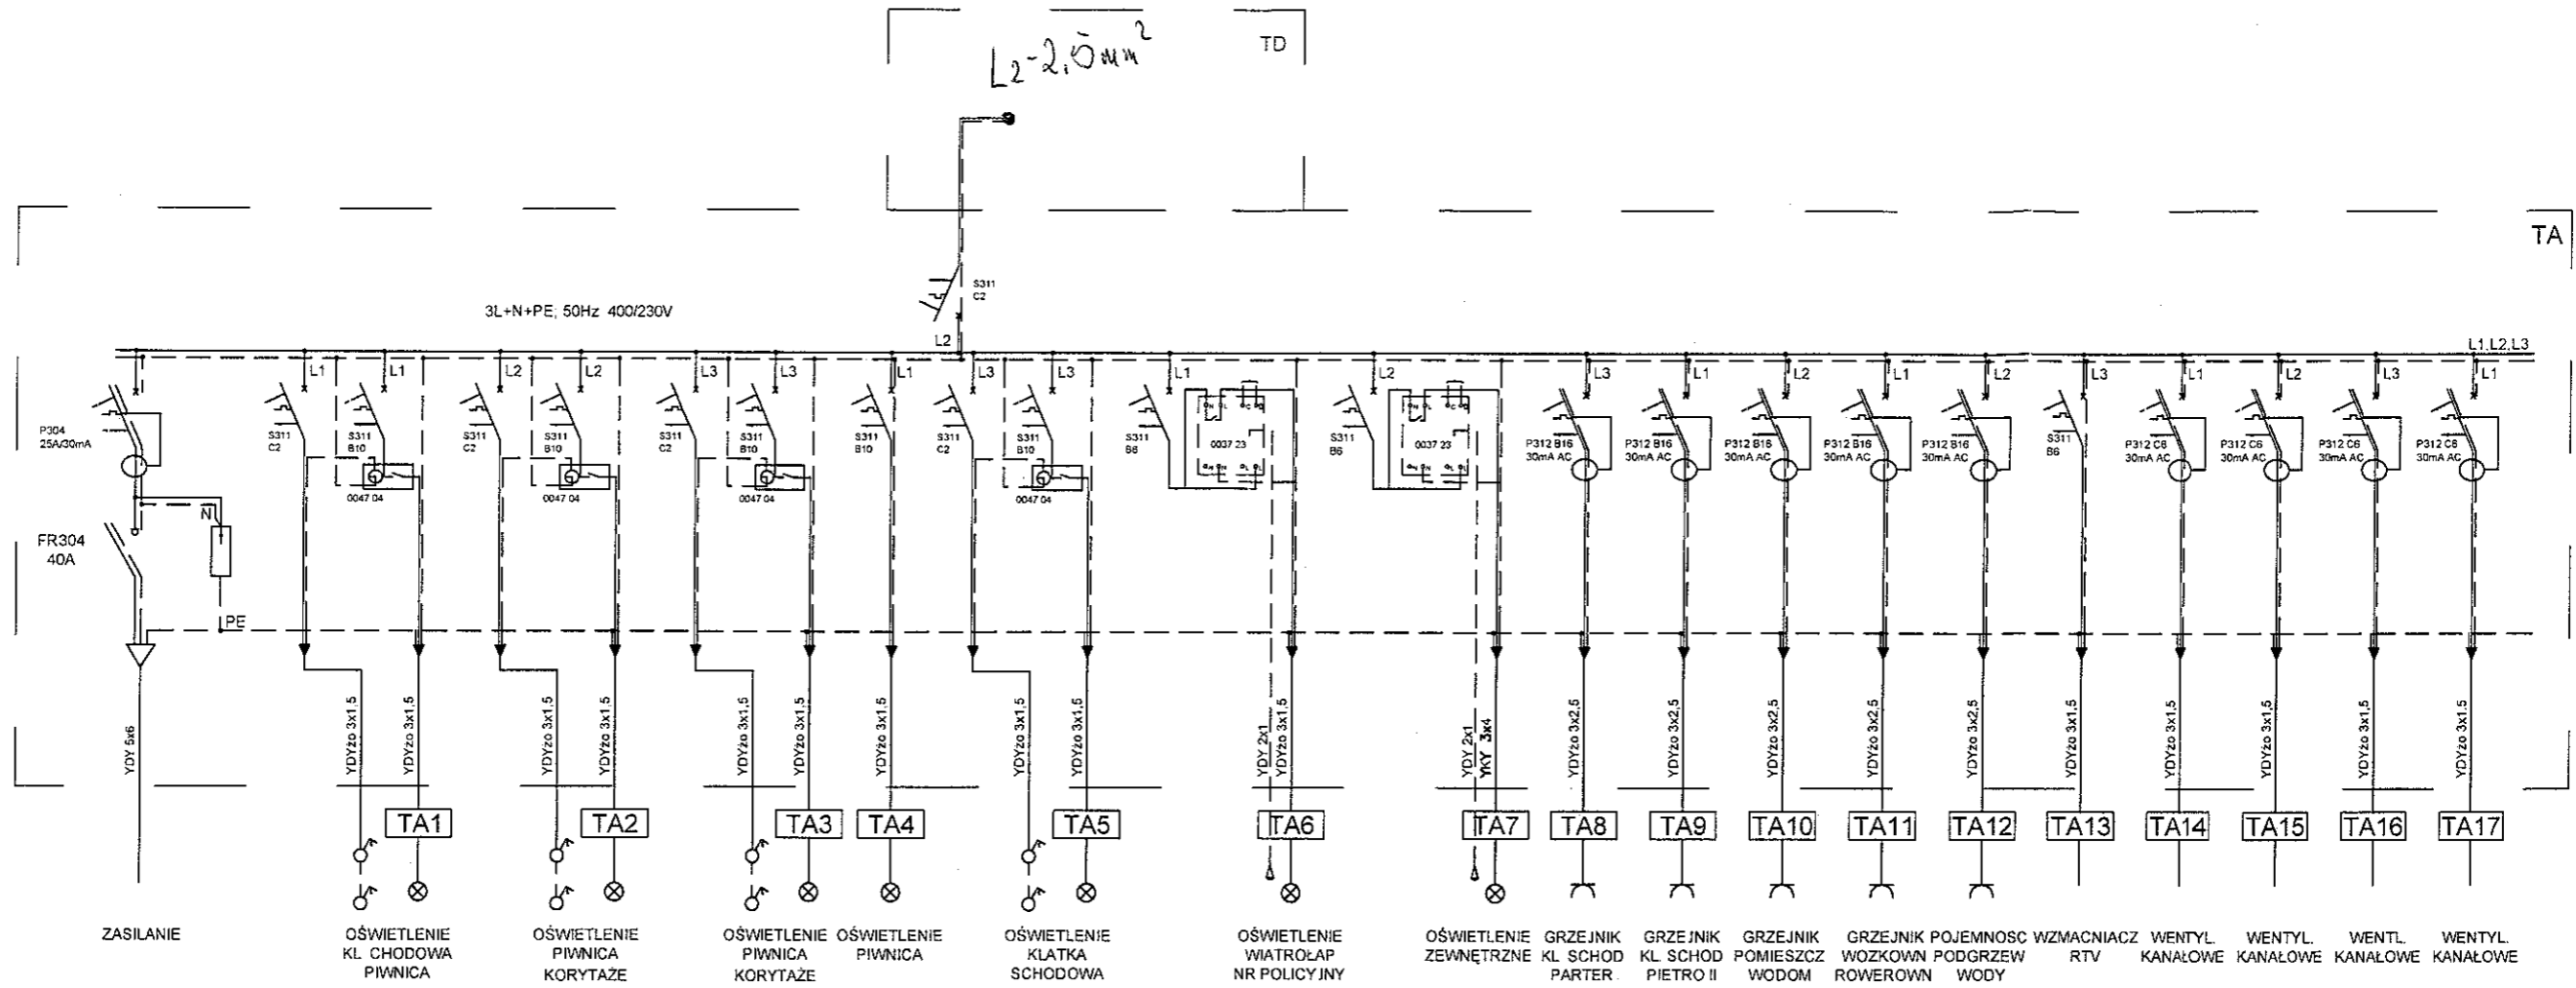 L2-2,5mm²
TD
TA
3L+N+PE; 50Hz 400/230V
S311
C2
L2
L1,L2,L3
L1
L1
L2
L2
L3
L3
L1
L3
L3
L1
L2
L3
L1
L2
L1
L2
L3
L1
L2
L3
L1
P304
25A/30mA
S311
C2
S311
B10
0047 04
S311
C2
S311
B10
0047 04
S311
C2
S311
B10
0047 04
S311
B10
S311
C2
S311
B10
0047 04
S311
B6
0037 23
S311
B6
0037 23
P312 B16
30mA AC
P312 B16
30mA AC
P312 B16
30mA AC
P312 B16
30mA AC
P312 B16
30mA AC
S311
B6
P312 C6
30mA AC
P312 C6
30mA AC
P312 C6
30mA AC
P312 C6
30mA AC
N
FR304
40A
PE
YDY 5x6
YDYżo 3x1,5
YDYżo 3x1,5
YDYżo 3x1,5
YDYżo 3x1,5
YDYżo 3x1,5
YDYżo 3x1,5
YDYżo 3x1,5
YDYżo 3x1,5
YDYżo 3x1,5
YDY 2x1
YDYżo 3x1,5
YDY 2x1
YKY 3x4
YDYżo 3x2,5
YDYżo 3x2,5
YDYżo 3x2,5
YDYżo 3x2,5
YDYżo 3x2,5
YDYżo 3x1,5
YDYżo 3x1,5
YDYżo 3x1,5
YDYżo 3x1,5
YDYżo 3x1,5
TA1
TA2
TA3
TA4
TA5
TA6
TA7
TA8
TA9
TA10
TA11
TA12
TA13
TA14
TA15
TA16
TA17
ZASILANIE
OŚWIETLENIE
KL CHODOWA
PIWNICA
OŚWIETLENIE
PIWNICA
KORYTAŻE
OŚWIETLENIE
PIWNICA
KORYTAŻE
OŚWIETLENIE
PIWNICA
OŚWIETLENIE
KLATKA
SCHODOWA
OŚWIETLENIE
WIATROŁAP
NR POLICYJNY
OŚWIETLENIE
ZEWNĘTRZNE
GRZEJNIK
KL SCHOD
PARTER
GRZEJNIK
KL SCHOD
PIETRO II
GRZEJNIK
POMIESZCZ
WODOM
GRZEJNIK
WOZKOWN
ROWEROWN
POJEMNOSC
PODGRZEW
WODY
WZMACNIACZ
RTV
WENTYL.
KANAŁOWE
WENTYL.
KANAŁOWE
WENTL.
KANAŁOWE
WENTYL.
KANAŁOWE